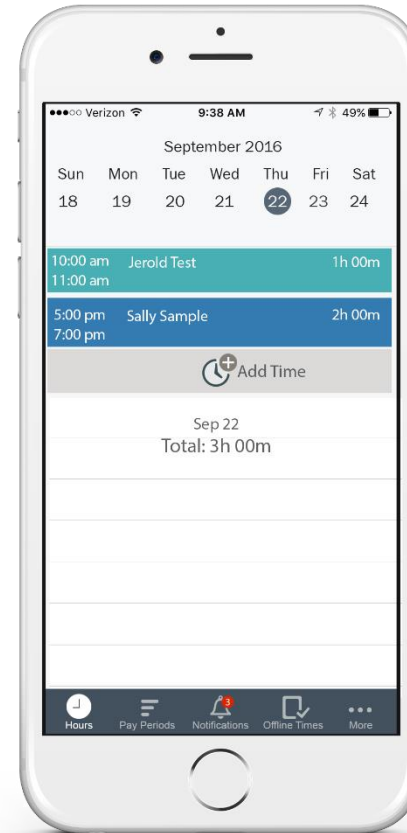 Verizon 9:38 AM 49%
September 2016
Sun Mon Tue Wed Thu Fri Sat
18 19 20 21 22 23 24
10:00 am Jerold Test 1h 00m
11:00 am
5:00 pm Sally Sample 2h 00m
7:00 pm
Add Time
Sep 22
Total: 3h 00m
3
Hours Pay Periods Notifications Offline Times More